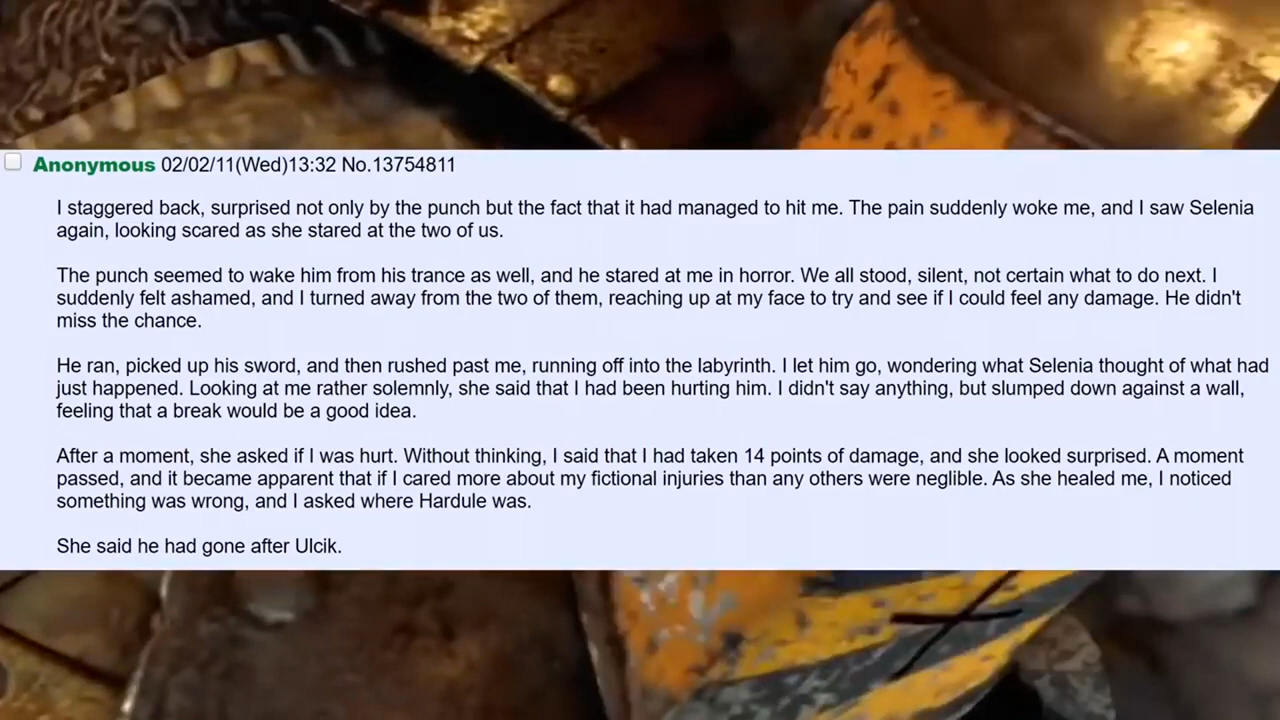 Anonymous 02/02/11(Wed)13:32 No.13754811
I staggered back, surprised not only by the punch but the fact that it had managed to hit me. The pain suddenly woke me, and I saw Selenia
again, looking scared as she stared at the two of us.
The punch seemed to wake him from his trance as well, and he stared at me in horror. We all stood, silent, not certain what to do next. I
suddenly felt ashamed, and I turned away from the two of them, reaching up at my face to try and see if I could feel any damage. He didn't
miss the chance.
He ran, picked up his sword, and then rushed past me, running off into the labyrinth. I let him go, wondering what Selenia thought of what had
just happened. Looking at me rather solemnly, she said that I had been hurting him. I didn't say anything, but slumped down against a wall,
feeling that a break would be a good idea.
After a moment, she asked if I was hurt. Without thinking, I said that I had taken 14 points of damage, and she looked surprised. A moment
passed, and it became apparent that if I cared more about my fictional injuries than any others were neglible. As she healed me, I noticed
something was wrong, and I asked where Hardule was.
She said he had gone after Ulcik.